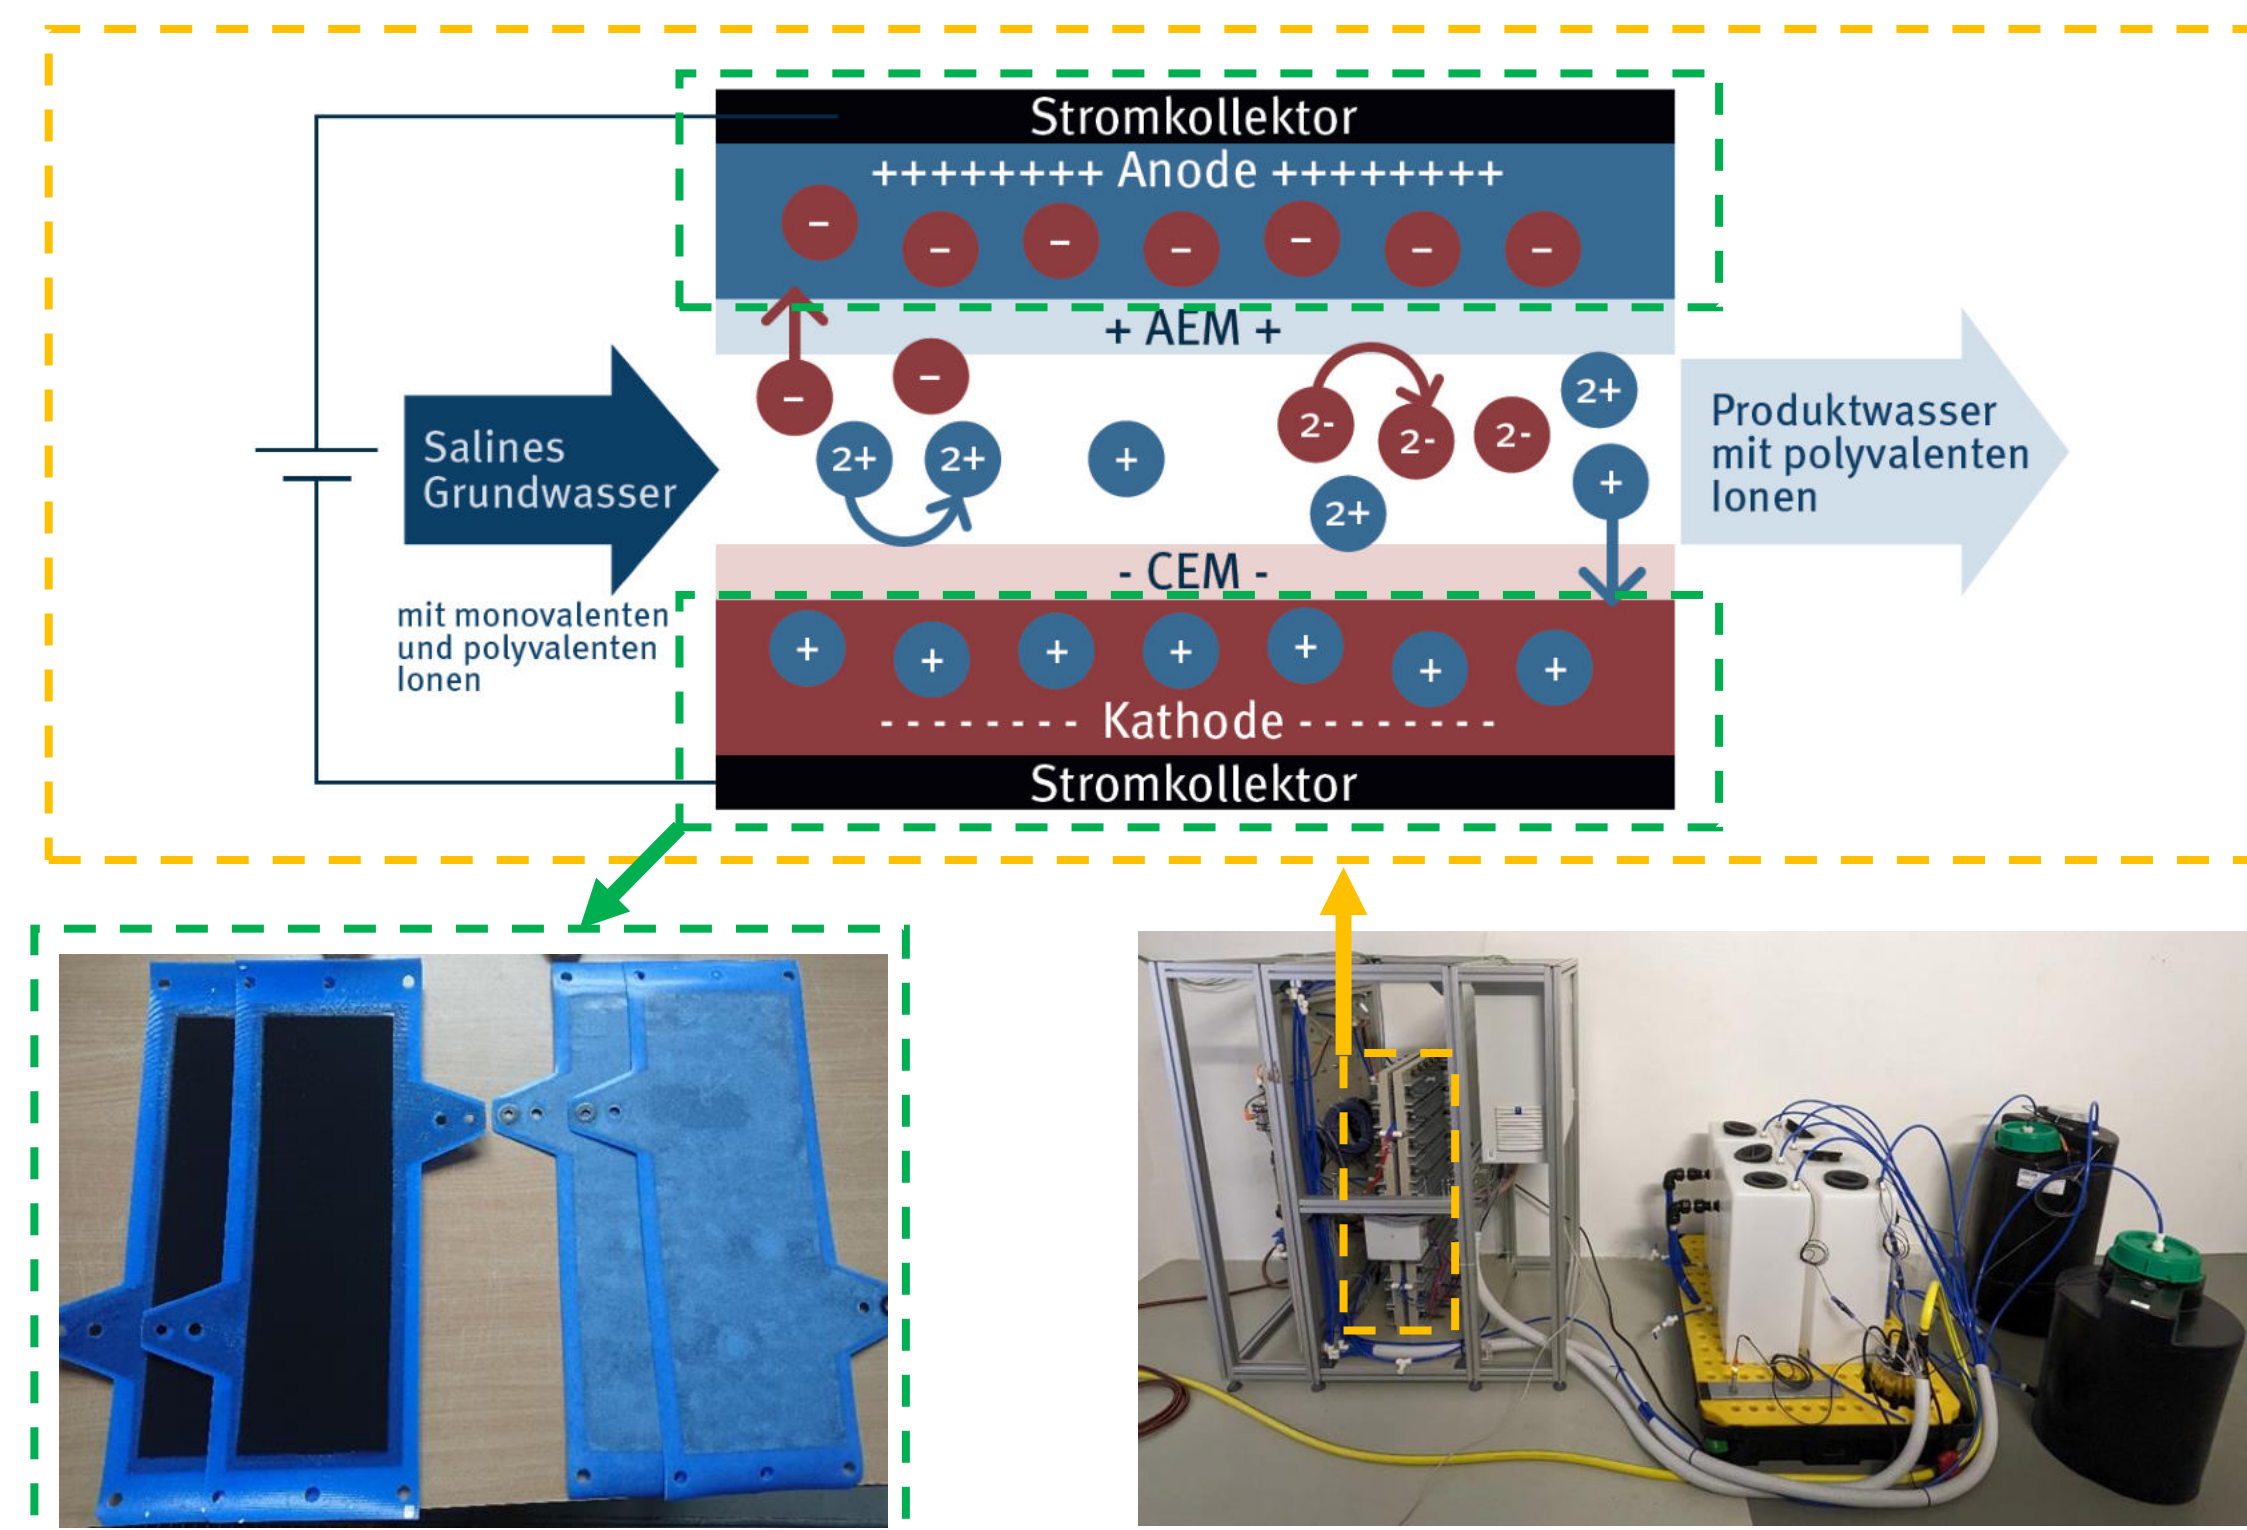 Stromkollektor
++++++++ Anode ++++++++
- - - - - - -
+ AEM +
- - 2+ 2+ + 2- 2- 2- 2+ 2+ +
Salines
Grundwasser
mit monovalenten
und polyvalenten
Ionen
Produktwasser
mit polyvalenten
Ionen
- CEM -
+ + + + + + +
- - - - - - - - Kathode - - - - - - - -
Stromkollektor